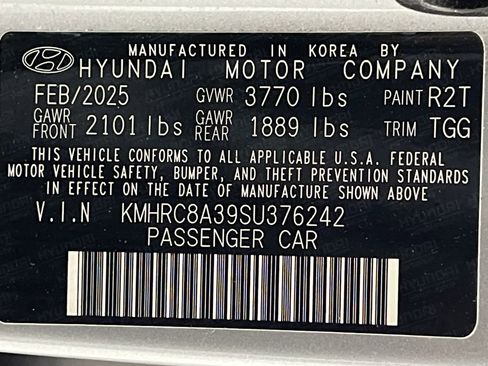 MANUFACTURED IN KOREA BY
HYUNDAI MOTOR COMPANY
FEB/2025 GVWR 3770 lbs PAINT R2T
GAWR FRONT 2101 lbs GAWR REAR 1889 lbs TRIM TGG
THIS VEHICLE CONFORMS TO ALL APPLICABLE U.S.A. FEDERAL
MOTOR VEHICLE SAFETY, BUMPER, AND THEFT PREVENTION STANDARDS
IN EFFECT ON THE DATE OF MANUFACTURE SHOWN ABOVE.
V.I.N KMHRC8A39SU376242
PASSENGER CAR